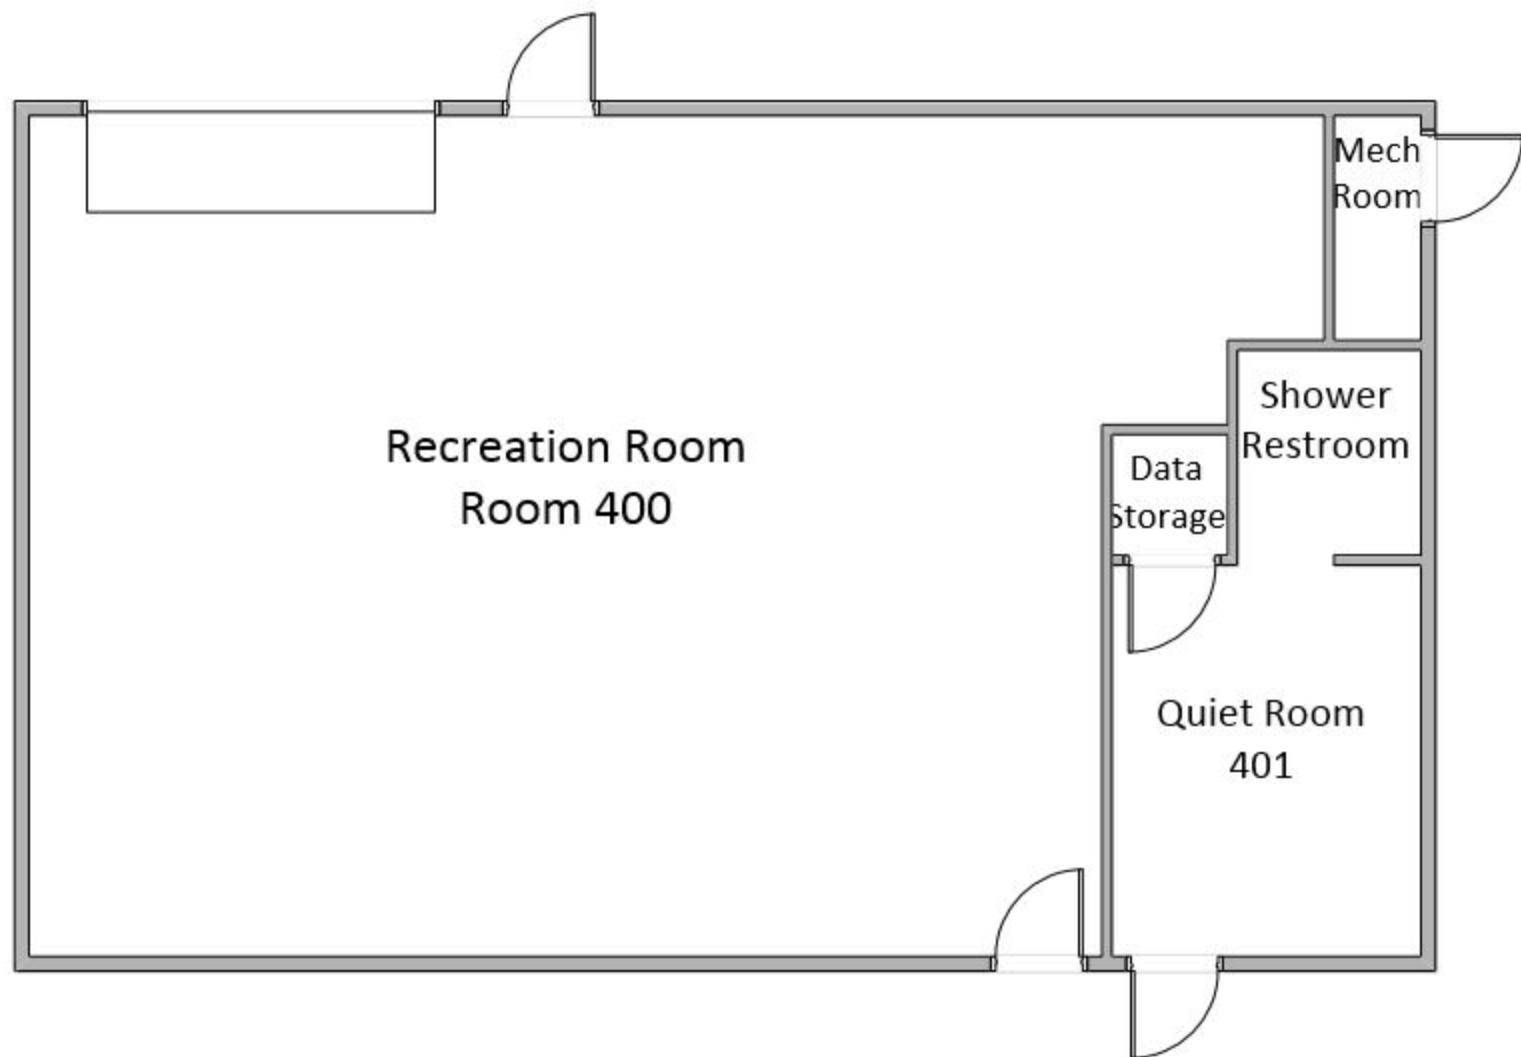 Mech
Room
Shower
Restroom
Recreation Room
Room 400
Data
Storage
Quiet Room
401